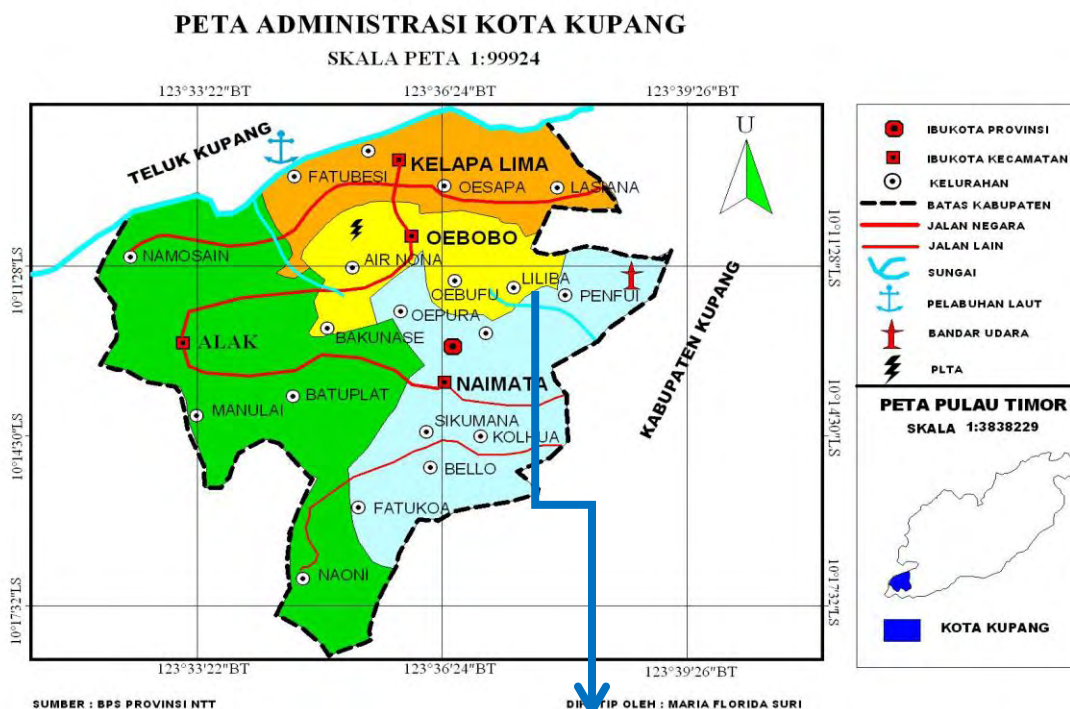 PETA ADMINISTRASI KOTA KUPANG
SKALA PETA 1:99924
123°33'22"BT
123°36'24"BT
123°39'26"BT
TELUK KUPANG
KELAPA LIMA
FATUBESI
OESAPA
LASIANA
OEBOBO
NAMOSAIN
AIR NONA
LILIBA
OEBUFU
PENFUI
OEPURA
BAKUNASE
ALAK
NAIMATA
BATUPLAT
MANULAI
SIKUMANA
KOLHUA
BELLO
FATUKOA
NAONI
KABUPATEN KUPANG
U
10°11'28"LS
10°14'30"LS
10°17'32"LS
10°11'28"LS
10°14'30"LS
10°17'32"LS
123°33'22"BT
123°36'24"BT
123°39'26"BT
IBUKOTA PROVINSI
IBUKOTA KECAMATAN
KELURAHAN
BATAS KABUPATEN
JALAN NEGARA
JALAN LAIN
SUNGAI
PELABUHAN LAUT
BANDAR UDARA
PLTA
PETA PULAU TIMOR
SKALA 1:3838229
KOTA KUPANG
SUMBER : BPS PROVINSI NTT
OLEH : MARIA FLORIDA SURI